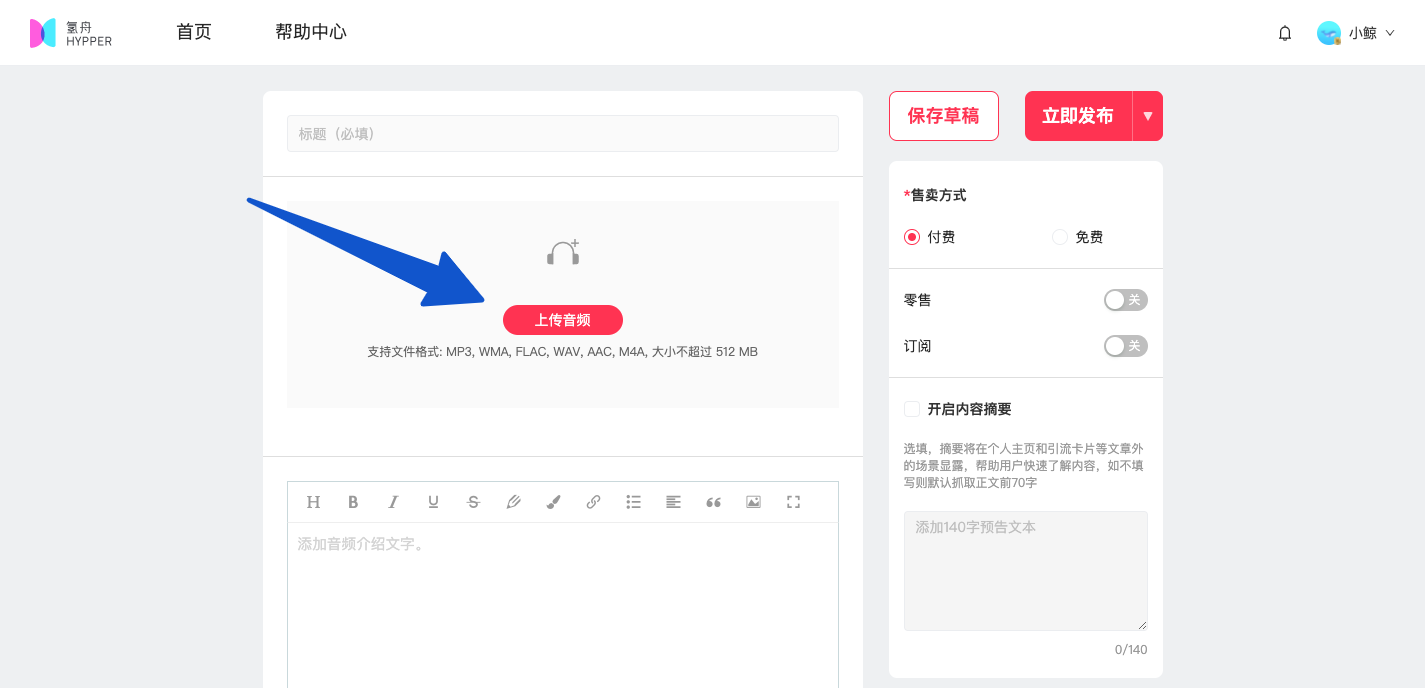 氢舟
HYPPER
首页
帮助中心
小鲸
标题（必填）
保存草稿
立即发布
上传音频
支持文件格式: MP3, WMA, FLAC, WAV, AAC, M4A, 大小不超过 512 MB
H B I U S
添加音频介绍文字。
*售卖方式
付费
免费
零售
关
订阅
关
开启内容摘要
选填，摘要将在个人主页和引流卡片等文章外
的场景显露，帮助用户快速了解内容，如不填
写则默认抓取正文前70字
添加140字预告文本
0/140